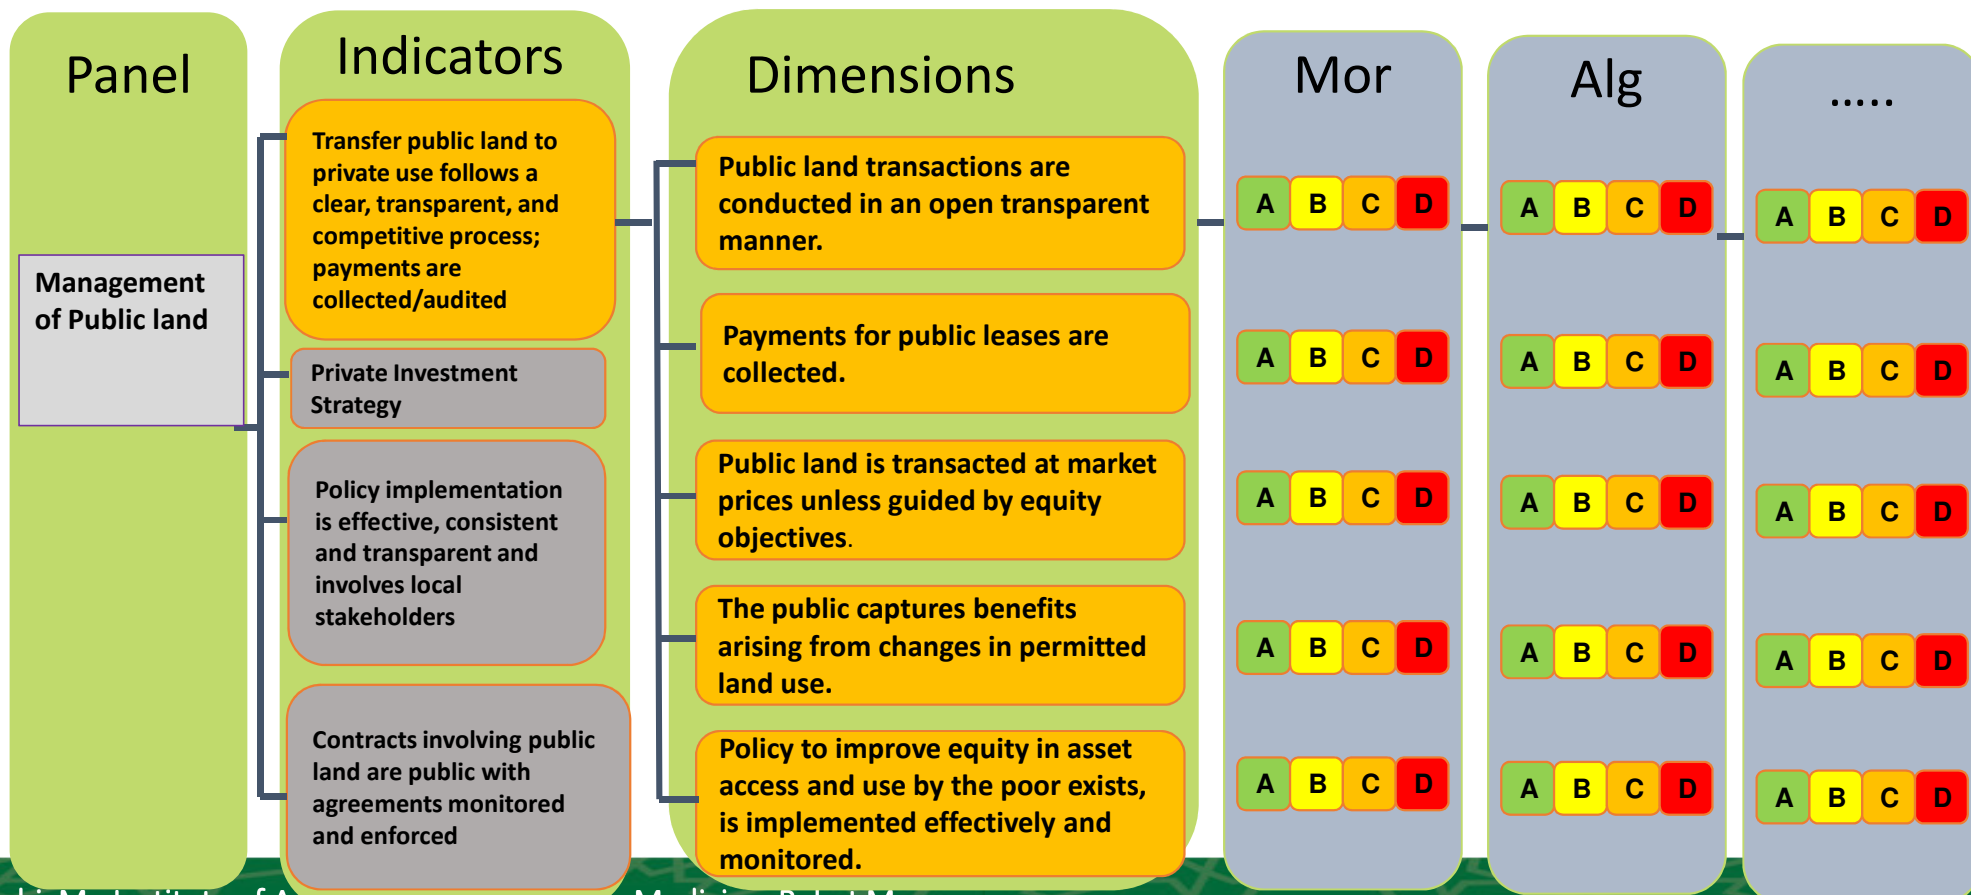 Panel
Management
of Public land
Indicators
Transfer public land to
private use follows a
clear, transparent, and
competitive process;
payments are
collected/audited
Private Investment
Strategy
Policy implementation
is effective, consistent
and transparent and
involves local
stakeholders
Contracts involving public
land are public with
agreements monitored
and enforced
Dimensions
Public land transactions are
conducted in an open transparent
manner.
Payments for public leases are
collected.
Public land is transacted at market
prices unless guided by equity
objectives.
The public captures benefits
arising from changes in permitted
land use.
Policy to improve equity in asset
access and use by the poor exists,
is implemented effectively and
monitored.
Mor
A B C D
A B C D
A B C D
A B C D
A B C D
Alg
A B C D
A B C D
A B C D
A B C D
A B C D
.....
A B C D
A B C D
A B C D
A B C D
A B C D